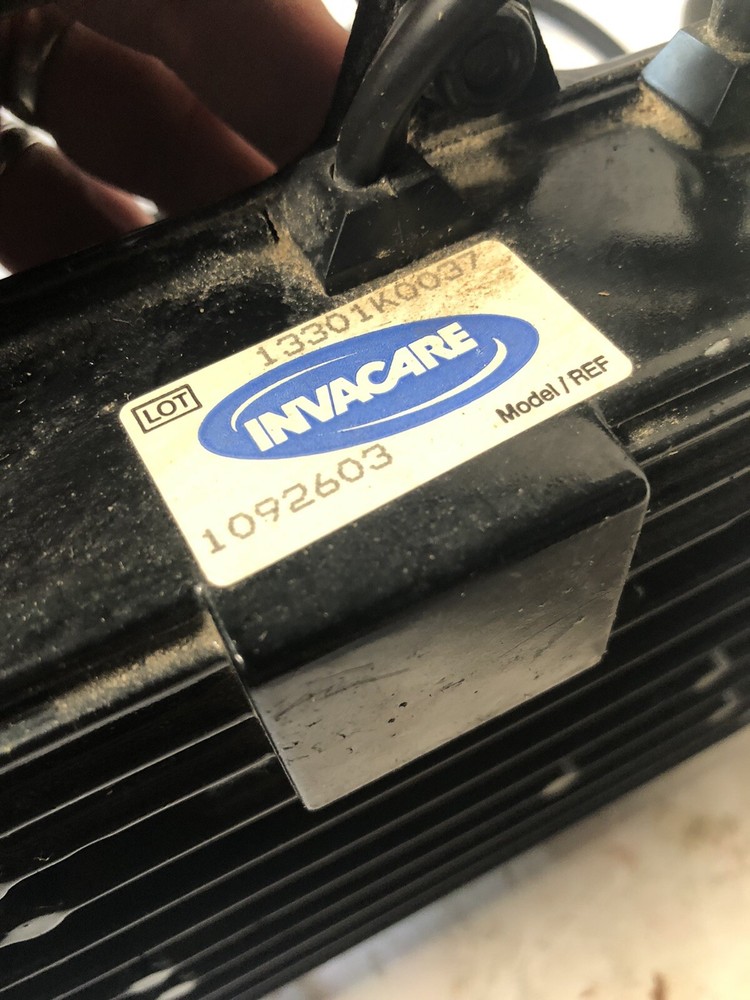 LOT 13301K0037
INVACARE
Model / REF
1092603